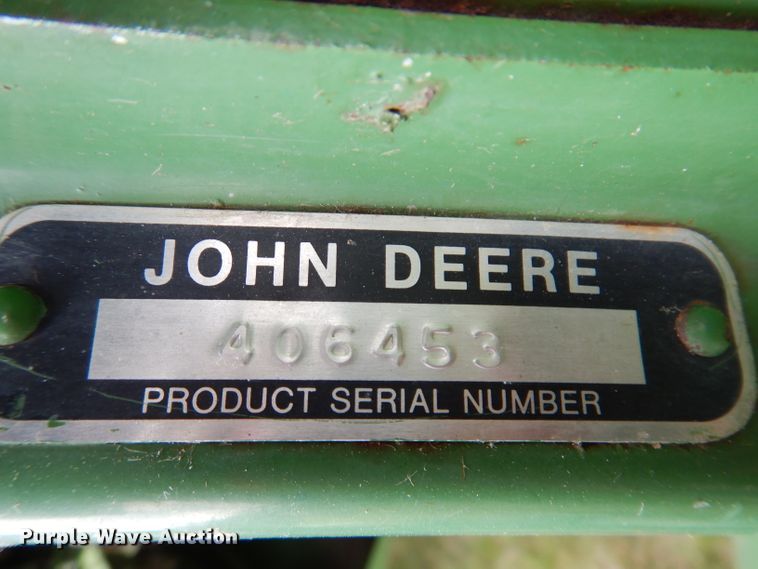 JOHN DEERE
406453
PRODUCT SERIAL NUMBER
Purple Wave Auction